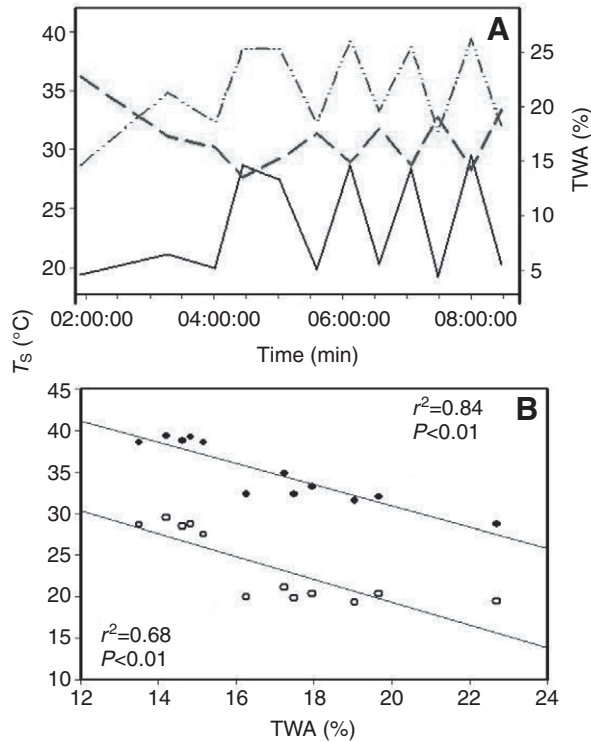 A
40
35
30
25
20
25
20
15
10
5
TWA (%)
02:00:00 04:00:00 06:00:00 08:00:00
Time (min)
Ts (°C)
B
45
40
35
30
25
20
15
10
r²=0.84
P<0.01
r²=0.68
P<0.01
12 14 16 18 20 22 24
TWA (%)